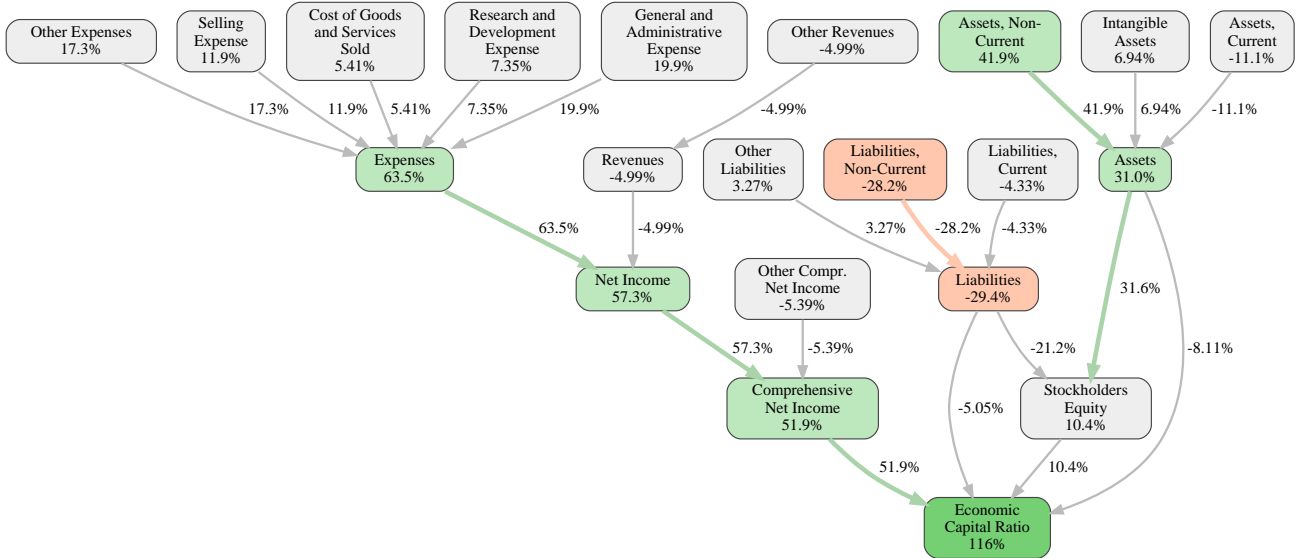 Other Expenses
17.3%
Selling
Expense
11.9%
Cost of Goods
and Services
Sold
5.41%
Research and
Development
Expense
7.35%
General and
Administrative
Expense
19.9%
Other Revenues
-4.99%
Assets, Non-
Current
41.9%
Intangible
Assets
6.94%
Assets,
Current
-11.1%
17.3%
11.9%
5.41%
7.35%
19.9%
-4.99%
41.9%
6.94%
-11.1%
Expenses
63.5%
Revenues
-4.99%
Other
Liabilities
3.27%
Liabilities,
Non-Current
-28.2%
Liabilities,
Current
-4.33%
Assets
31.0%
63.5%
-4.99%
3.27%
-28.2%
-4.33%
Net Income
57.3%
Other Compr.
Net Income
-5.39%
Liabilities
-29.4%
31.6%
57.3%
-5.39%
-21.2%
-8.11%
Comprehensive
Net Income
51.9%
-5.05%
Stockholders
Equity
10.4%
51.9%
10.4%
Economic
Capital Ratio
116%